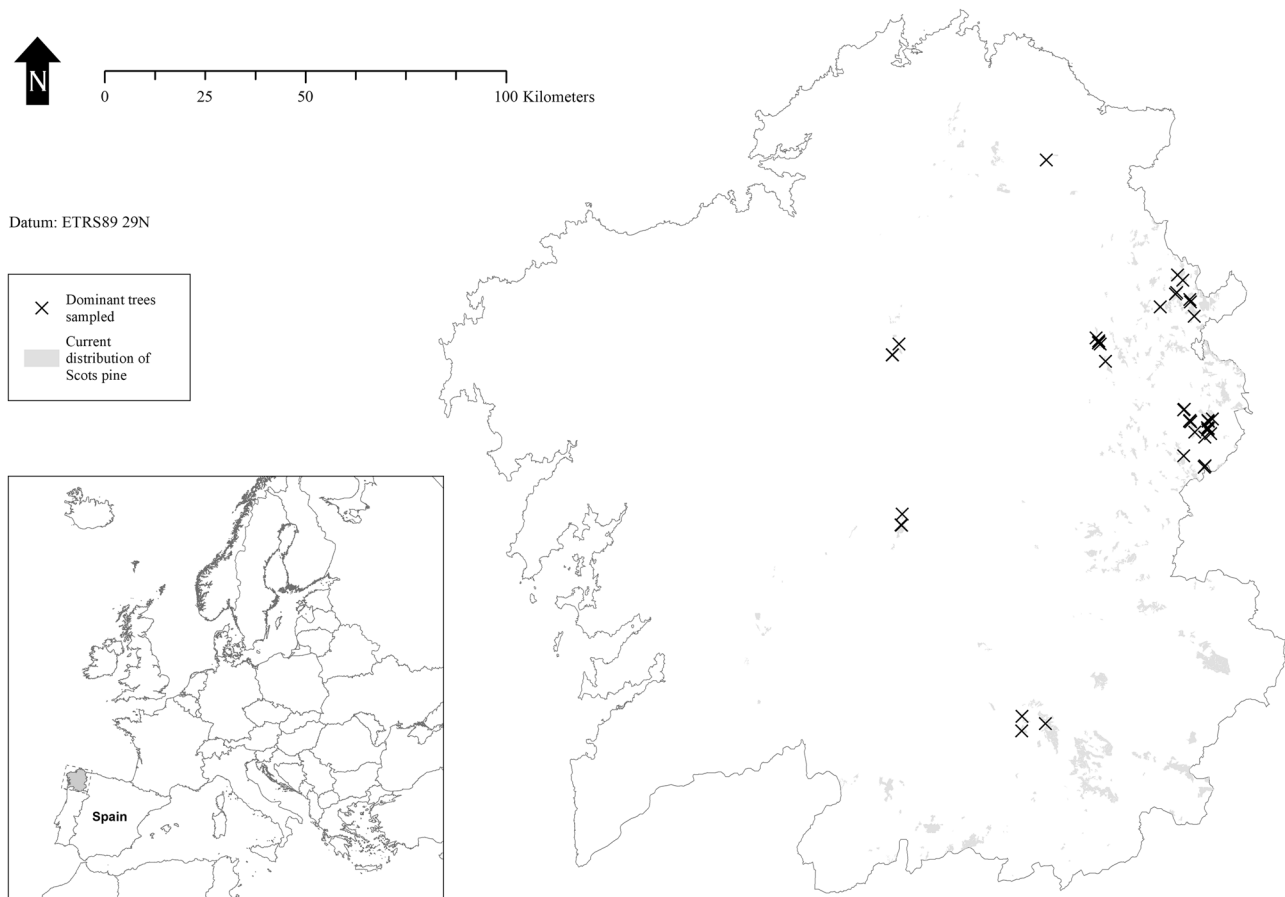 N
0 25 50 100 Kilometers
Datum: ETRS89 29N
Dominant trees
sampled
Current
distribution of
Scots pine
Spain